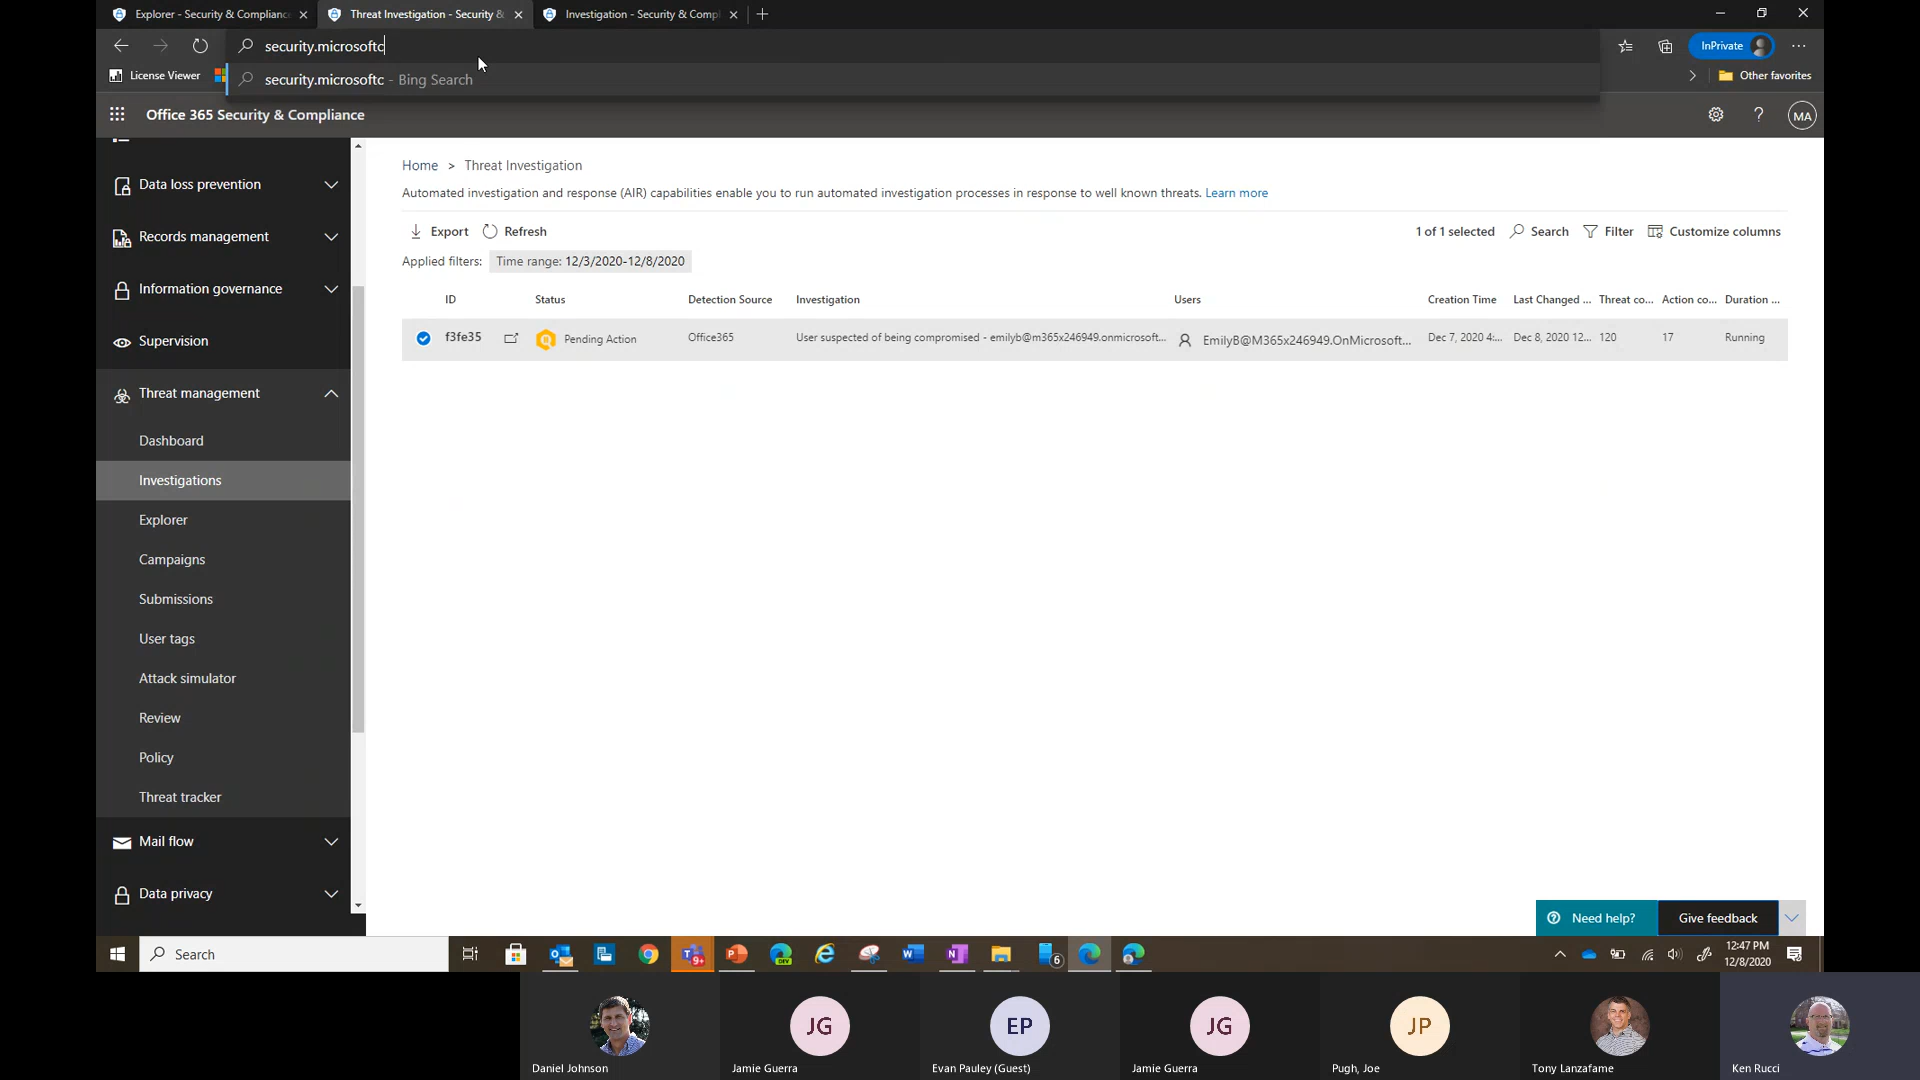 Explorer - Security & Compliance
Threat Investigation - Security &
Investigation - Security & Compl
security.microsoftc
InPrivate
License Viewer
security.microsoftc - Bing Search
Other favorites
Office 365 Security & Compliance
?
MA
Data loss prevention
Records management
Information governance
Supervision
Threat management
Dashboard
Investigations
Explorer
Campaigns
Submissions
User tags
Attack simulator
Review
Policy
Threat tracker
Mail flow
Data privacy
Home > Threat Investigation
Automated investigation and response (AIR) capabilities enable you to run automated investigation processes in response to well known threats. Learn more
Export Refresh
1 of 1 selected Search Filter Customize columns
Applied filters: Time range: 12/3/2020-12/8/2020
ID Status Detection Source Investigation Users Creation Time Last Changed ... Threat co... Action co... Duration ...
f3fe35 Pending Action Office365 User suspected of being compromised - emilyb@m365x246949.onmicrosoft... EmilyB@M365x246949.OnMicrosoft... Dec 7, 2020 4:... Dec 8, 2020 12... 120 17 Running
Need help?
Give feedback
Search
DEV
9+
6
12:47 PM
12/8/2020
JG
EP
JG
JP
Daniel Johnson
Jamie Guerra
Evan Pauley (Guest)
Jamie Guerra
Pugh, Joe
Tony Lanzafame
Ken Rucci